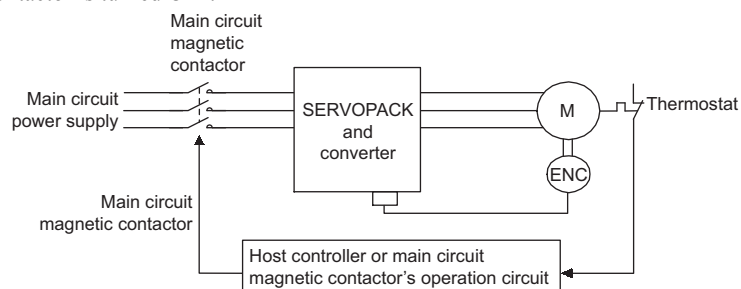 Main circuit
magnetic
contactor
Main circuit
power supply
SERVOPACK
and
converter
M
Thermostat
ENC
Main circuit
magnetic contactor
Host controller or main circuit
magnetic contactor's operation circuit